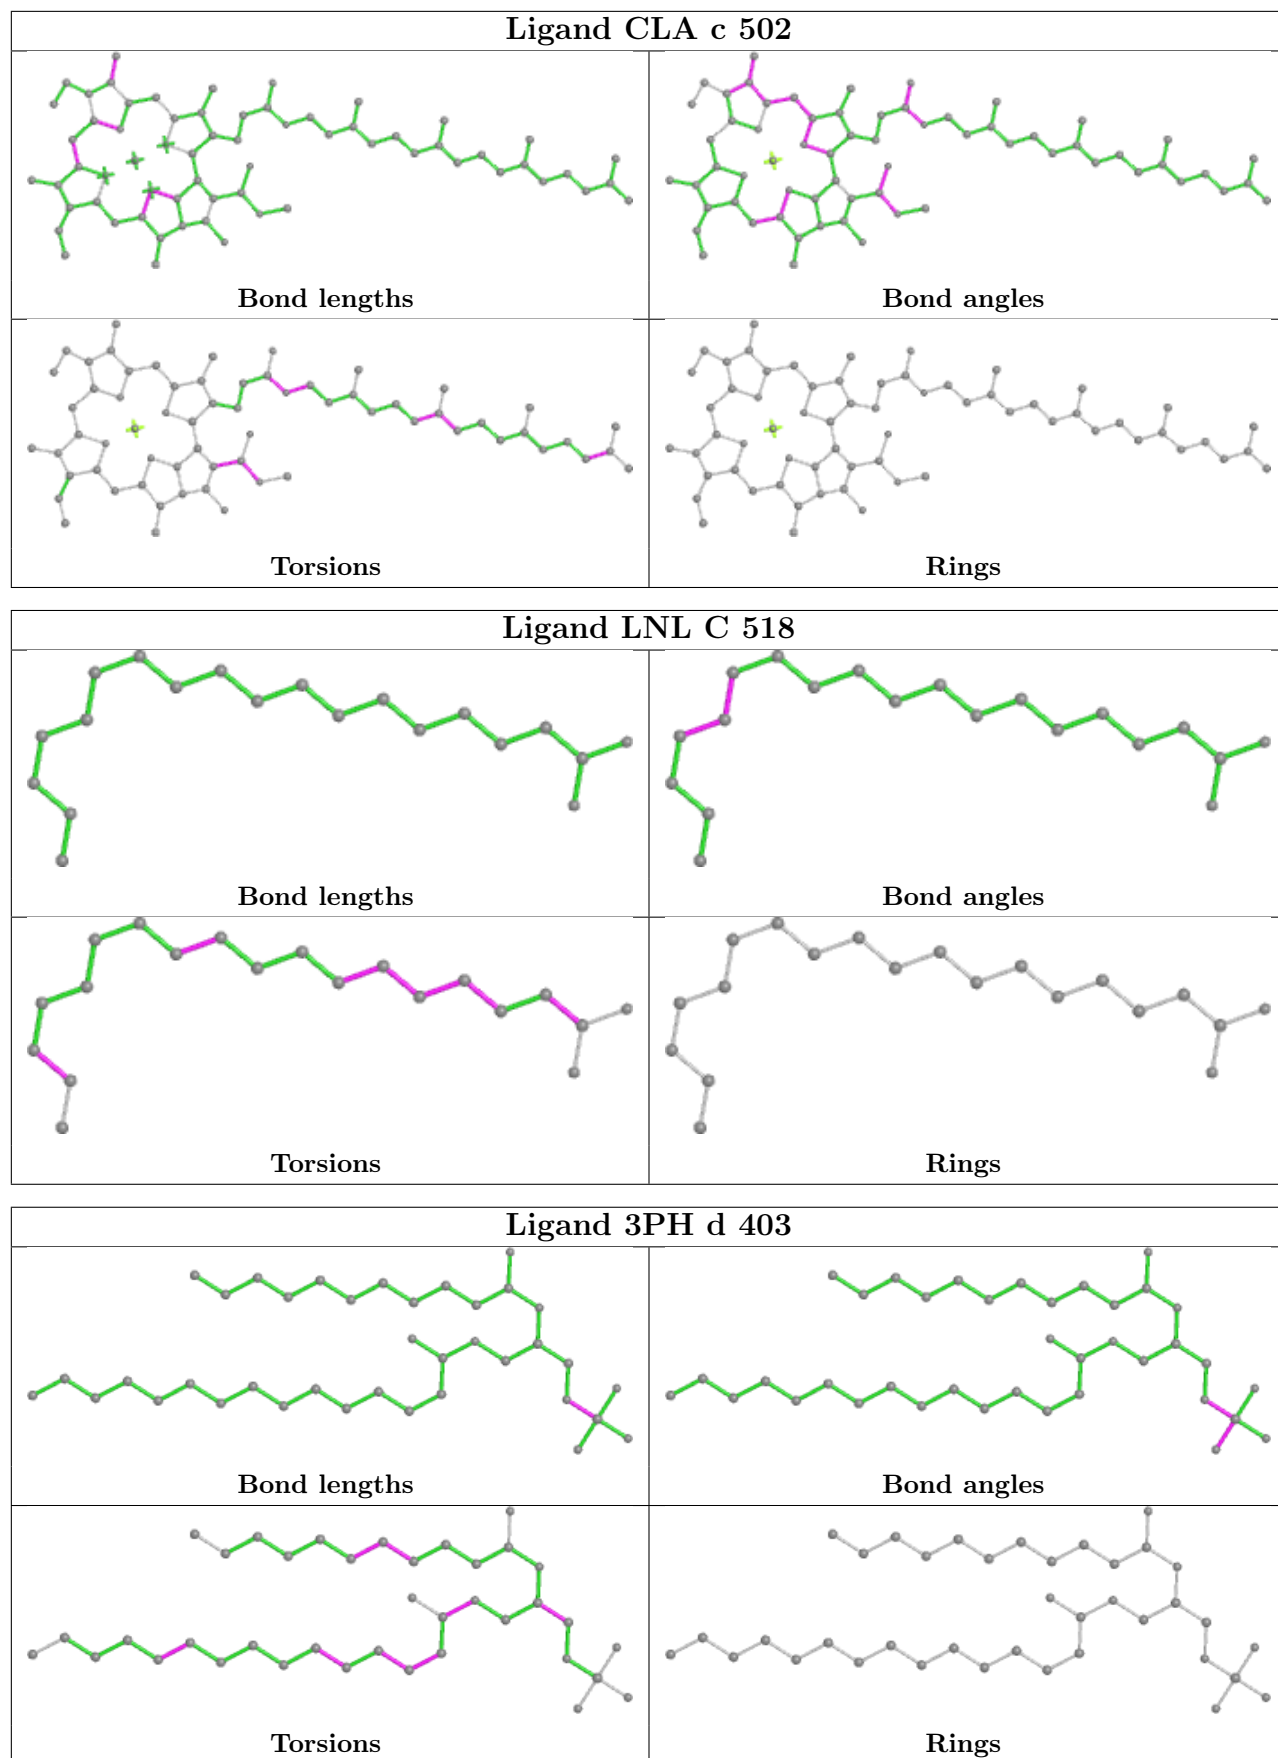 Ligand CLA c 502
Bond lengths
Bond angles
Torsions
Rings
Ligand LNL C 518
Bond lengths
Bond angles
Torsions
Rings
Ligand 3PH d 403
Bond lengths
Bond angles
Torsions
Rings